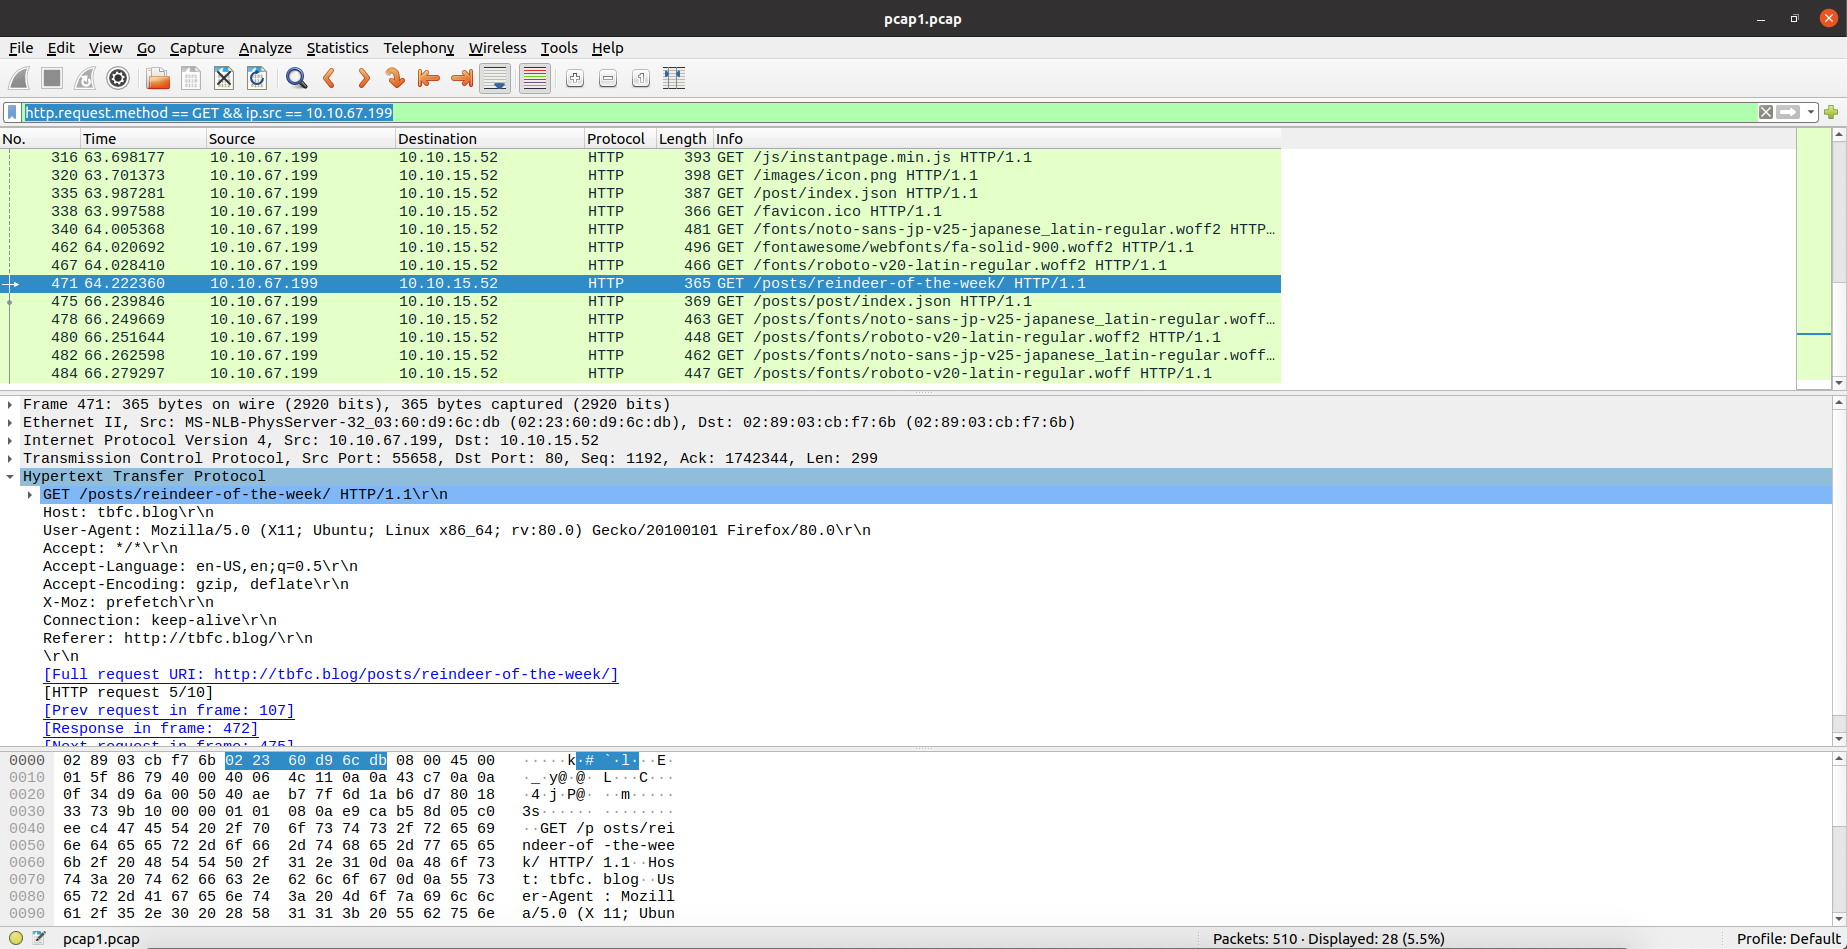 pcap1.pcap
File Edit View Go Capture Analyze Statistics Telephony Wireless Tools Help
http.request.method == GET && ip.src == 10.10.67.199
No. Time Source Destination Protocol Length Info
316 63.698177 10.10.67.199 10.10.15.52 HTTP 393 GET /js/instantpage.min.js HTTP/1.1
320 63.701373 10.10.67.199 10.10.15.52 HTTP 398 GET /images/icon.png HTTP/1.1
335 63.987281 10.10.67.199 10.10.15.52 HTTP 387 GET /post/index.json HTTP/1.1
338 63.997588 10.10.67.199 10.10.15.52 HTTP 366 GET /favicon.ico HTTP/1.1
340 64.005368 10.10.67.199 10.10.15.52 HTTP 481 GET /fonts/noto-sans-jp-v25-japanese_latin-regular.woff2 HTTP…
462 64.020692 10.10.67.199 10.10.15.52 HTTP 496 GET /fontawesome/webfonts/fa-solid-900.woff2 HTTP/1.1
467 64.028410 10.10.67.199 10.10.15.52 HTTP 466 GET /fonts/roboto-v20-latin-regular.woff2 HTTP/1.1
471 64.222360 10.10.67.199 10.10.15.52 HTTP 365 GET /posts/reindeer-of-the-week/ HTTP/1.1
475 66.239846 10.10.67.199 10.10.15.52 HTTP 369 GET /posts/post/index.json HTTP/1.1
478 66.249669 10.10.67.199 10.10.15.52 HTTP 463 GET /posts/fonts/noto-sans-jp-v25-japanese_latin-regular.woff…
480 66.251644 10.10.67.199 10.10.15.52 HTTP 448 GET /posts/fonts/roboto-v20-latin-regular.woff2 HTTP/1.1
482 66.262598 10.10.67.199 10.10.15.52 HTTP 462 GET /posts/fonts/noto-sans-jp-v25-japanese_latin-regular.woff…
484 66.279297 10.10.67.199 10.10.15.52 HTTP 447 GET /posts/fonts/roboto-v20-latin-regular.woff HTTP/1.1
Frame 471: 365 bytes on wire (2920 bits), 365 bytes captured (2920 bits)
Ethernet II, Src: MS-NLB-PhysServer-32_03:60:d9:6c:db (02:23:60:d9:6c:db), Dst: 02:89:03:cb:f7:6b (02:89:03:cb:f7:6b)
Internet Protocol Version 4, Src: 10.10.67.199, Dst: 10.10.15.52
Transmission Control Protocol, Src Port: 55658, Dst Port: 80, Seq: 1192, Ack: 1742344, Len: 299
Hypertext Transfer Protocol
GET /posts/reindeer-of-the-week/ HTTP/1.1\r\n
Host: tbfc.blog\r\n
User-Agent: Mozilla/5.0 (X11; Ubuntu; Linux x86_64; rv:80.0) Gecko/20100101 Firefox/80.0\r\n
Accept: */*\r\n
Accept-Language: en-US,en;q=0.5\r\n
Accept-Encoding: gzip, deflate\r\n
X-Moz: prefetch\r\n
Connection: keep-alive\r\n
Referer: http://tbfc.blog/\r\n
\r\n
[Full request URI: http://tbfc.blog/posts/reindeer-of-the-week/]
[HTTP request 5/10]
[Prev request in frame: 107]
[Response in frame: 472]
[Next request in frame: 475]
0000 02 89 03 cb f7 6b 02 23 60 d9 6c db 08 00 45 00 ·····k·# `·l···E·
0010 01 5f 86 79 40 00 40 06 4c 11 0a 0a 43 c7 0a 0a ·_·y@·@· L···C···
0020 0f 34 d9 6a 00 50 40 ae b7 7f 6d 1a b6 d7 80 18 ·4·j·P@· ··m·····
0030 33 73 9b 10 00 00 01 01 08 0a e9 ca b5 8d 05 c0 3s······ ········
0040 ee c4 47 45 54 20 2f 70 6f 73 74 73 2f 72 65 69 ··GET /p osts/rei
0050 6e 64 65 65 72 2d 6f 66 2d 74 68 65 2d 77 65 65 ndeer-of -the-wee
0060 6b 2f 20 48 54 54 50 2f 31 2e 31 0d 0a 48 6f 73 k/ HTTP/ 1.1··Hos
0070 74 3a 20 74 62 66 63 2e 62 6c 6f 67 0d 0a 55 73 t: tbfc. blog··Us
0080 65 72 2d 41 67 65 6e 74 3a 20 4d 6f 7a 69 6c 6c er-Agent : Mozill
0090 61 2f 35 2e 30 20 28 58 31 31 3b 20 55 62 75 6e a/5.0 (X 11; Ubun
pcap1.pcap Packets: 510 · Displayed: 28 (5.5%) Profile: Default